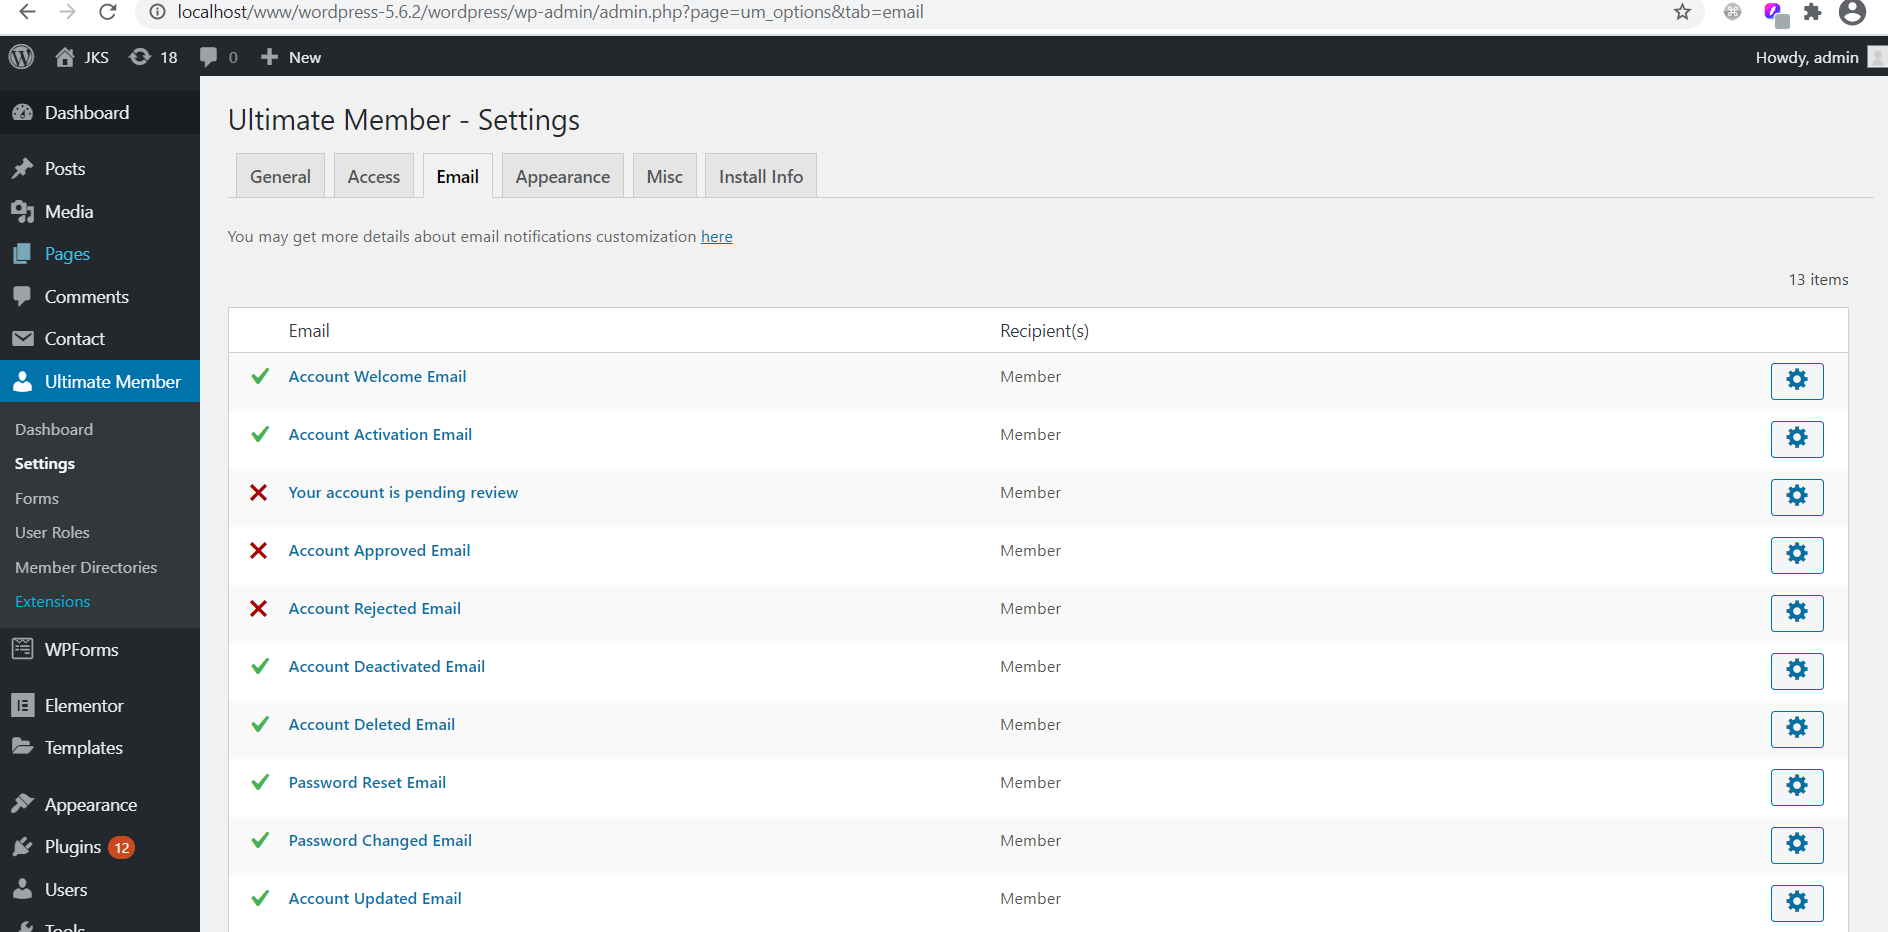 localhost/www/wordpress-5.6.2/wordpress/wp-admin/admin.php?page=um_options&tab=email
JKS 18 0 New Howdy, admin
Dashboard
Posts
Media
Pages
Comments
Contact
Ultimate Member
Dashboard
Settings
Forms
User Roles
Member Directories
Extensions
WPForms
Elementor
Templates
Appearance
Plugins 12
Users
Tools
Ultimate Member - Settings
General Access Email Appearance Misc Install Info
You may get more details about email notifications customization here
13 items
Email Recipient(s)
Account Welcome Email Member
Account Activation Email Member
Your account is pending review Member
Account Approved Email Member
Account Rejected Email Member
Account Deactivated Email Member
Account Deleted Email Member
Password Reset Email Member
Password Changed Email Member
Account Updated Email Member